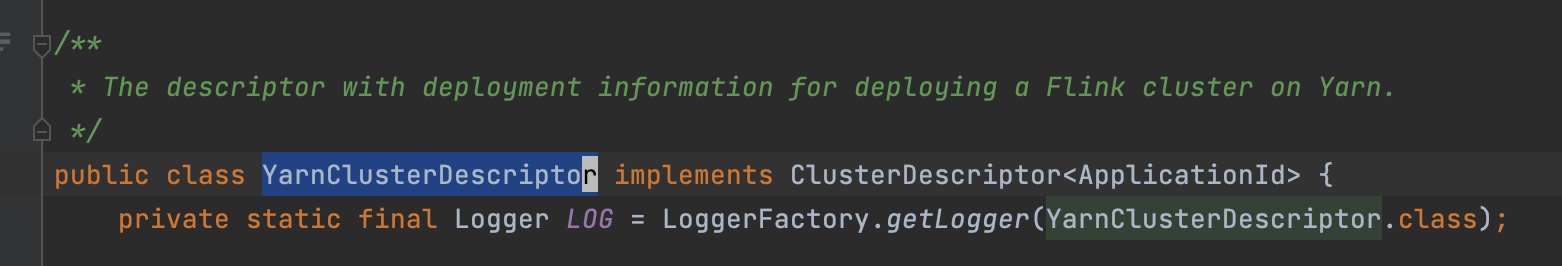 /**
 * The descriptor with deployment information for deploying a Flink cluster on Yarn.
 */
public class YarnClusterDescriptor implements ClusterDescriptor<ApplicationId> {
    private static final Logger LOG = LoggerFactory.getLogger(YarnClusterDescriptor.class);